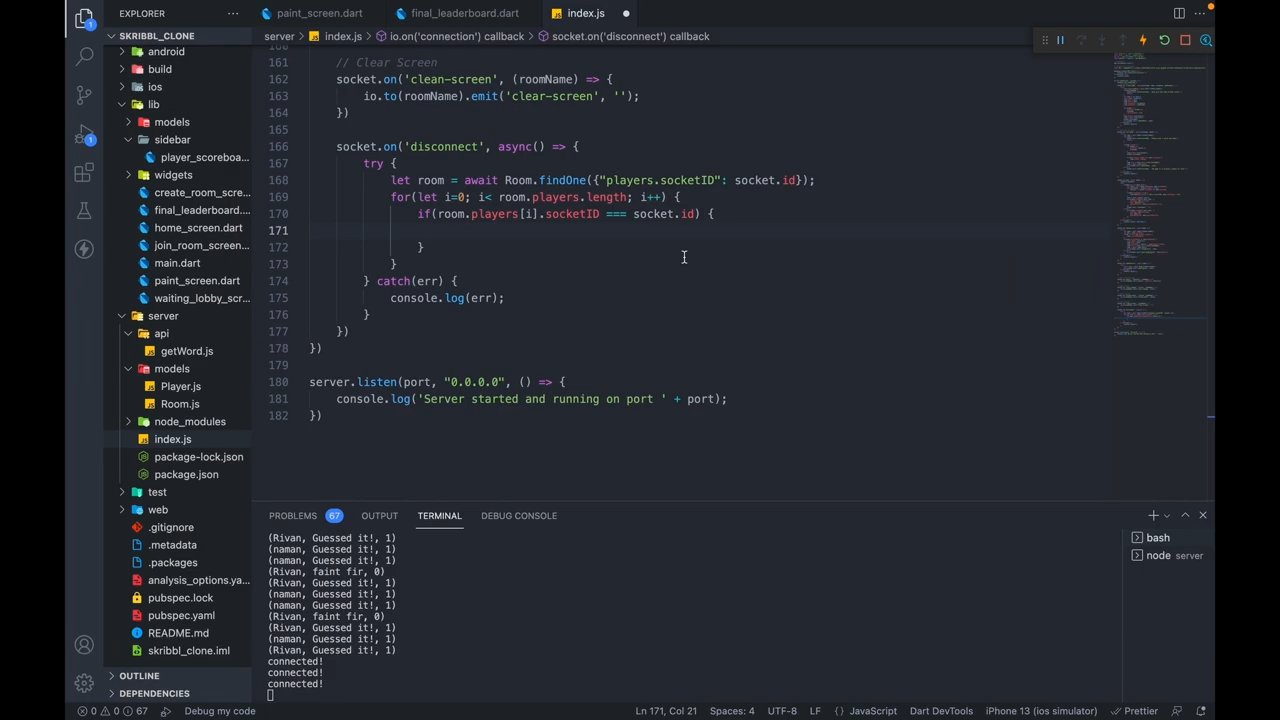 EXPLORER
paint_screen.dart
final_leaderboard.dart
index.js
SKRIBBL_CLONE
server > index.js > io.on('connection') callback > socket.on('disconnect') callback
android
build
ios
lib
models
sidebar
player_scoreboa...
widgets
create_room_scre...
final_leaderboard....
home_screen.dart
join_room_screen...
main.dart
paint_screen.dart
waiting_lobby_scr...
server
api
getWord.js
models
Player.js
Room.js
node_modules
index.js
package-lock.json
package.json
test
web
.gitignore
.metadata
.packages
analysis_options.ya...
pubspec.lock
pubspec.yaml
README.md
skribbl_clone.iml
OUTLINE
DEPENDENCIES
161 // Clear Screen
162 socket.on('clean-screen', (roomName) => {
163 io.to(roomName).emit('clear-screen', '');
164 })
165
166 socket.on('disconnect', async() => {
167 try {
168 let room = await Room.findOne({"players.socketID": socket.id});
169 for(let i=0; i< room.players.length; i++) {
170 if(room.players[i].socketID === socket.id)
171
172 }
173 }
174 } catch(err) {
175 console.log(err);
176 }
177 })
178 })
179
180 server.listen(port, "0.0.0.0", () => {
181 console.log('Server started and running on port ' + port);
182 })
PROBLEMS 67 OUTPUT TERMINAL DEBUG CONSOLE
(Rivan, Guessed it!, 1)
(naman, Guessed it!, 1)
(naman, Guessed it!, 1)
(Rivan, faint fir, 0)
(Rivan, Guessed it!, 1)
(naman, Guessed it!, 1)
(naman, Guessed it!, 1)
(Rivan, faint fir, 0)
(Rivan, Guessed it!, 1)
(naman, Guessed it!, 1)
(Rivan, Guessed it!, 1)
connected!
connected!
connected!
bash
node server
0 0 67 Debug my code Ln 171, Col 21 Spaces: 4 UTF-8 LF JavaScript Dart DevTools iPhone 13 (ios simulator) Prettier